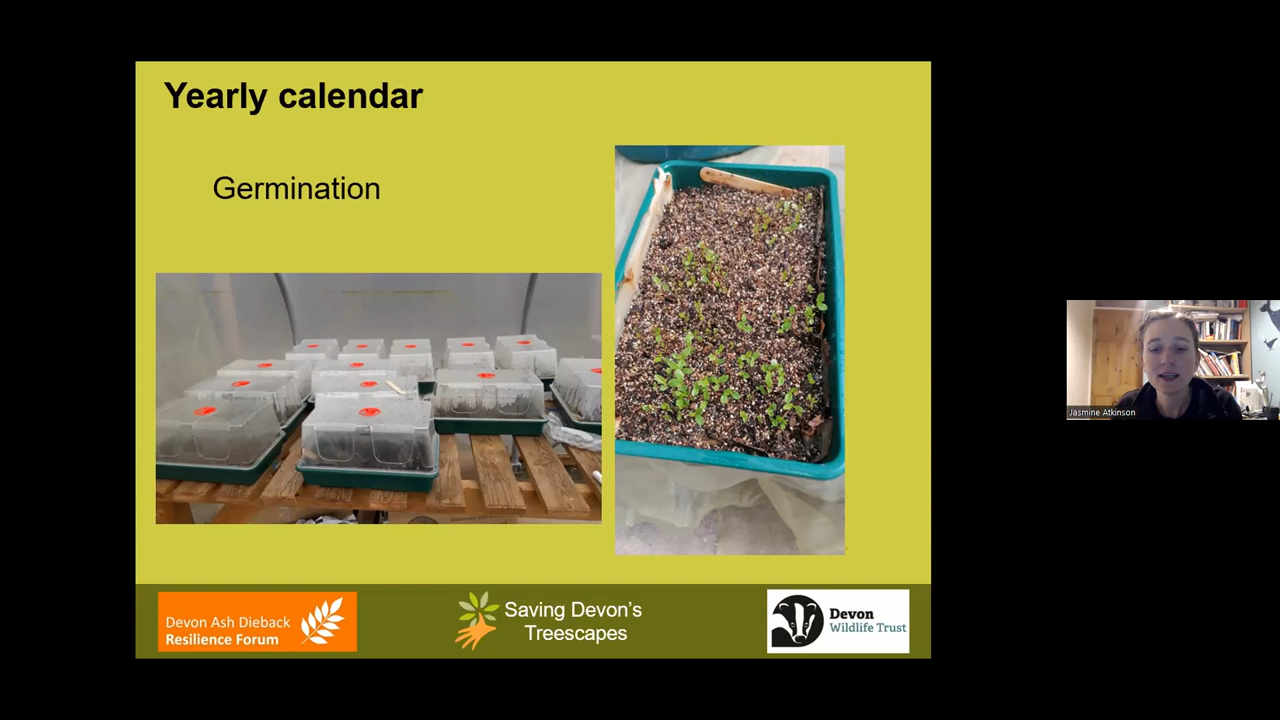 Yearly calendar
Germination
Devon Ash Dieback
Resilience Forum
Saving Devon's
Treescapes
Devon
Wildlife Trust
Jasmine Atkinson